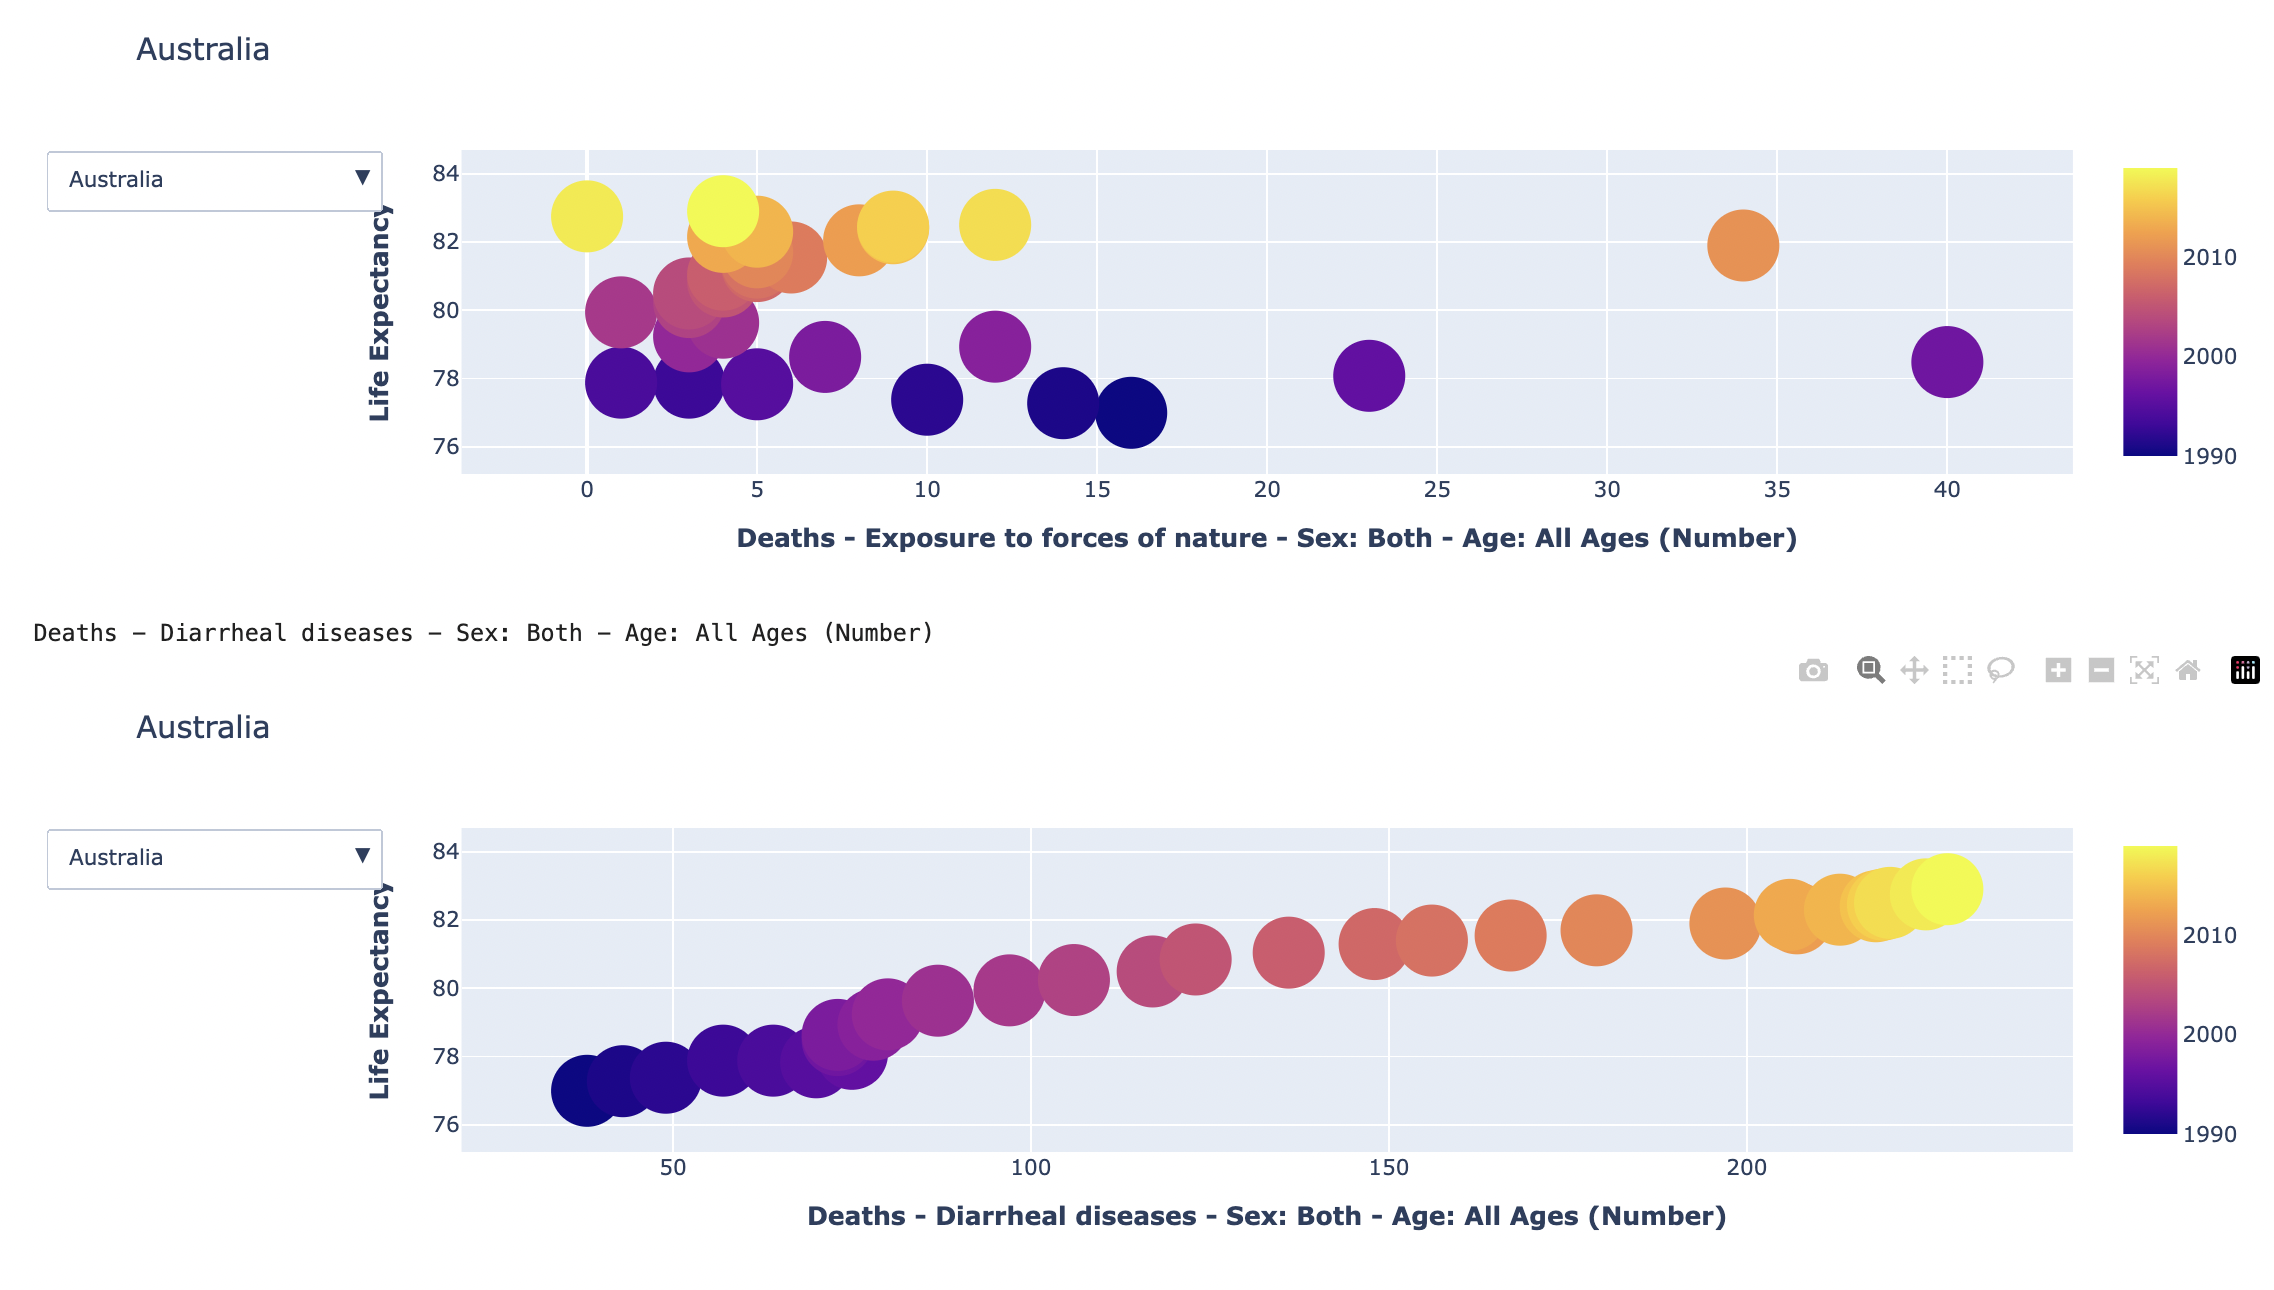 Australia
Australia ▼
Life Expectancy
84
82
80
78
76
0 5 10 15 20 25 30 35 40
Deaths - Exposure to forces of nature - Sex: Both - Age: All Ages (Number)
2010
2000
1990
Deaths - Diarrheal diseases - Sex: Both - Age: All Ages (Number)
Australia
Australia ▼
Life Expectancy
84
82
80
78
76
50 100 150 200
Deaths - Diarrheal diseases - Sex: Both - Age: All Ages (Number)
2010
2000
1990